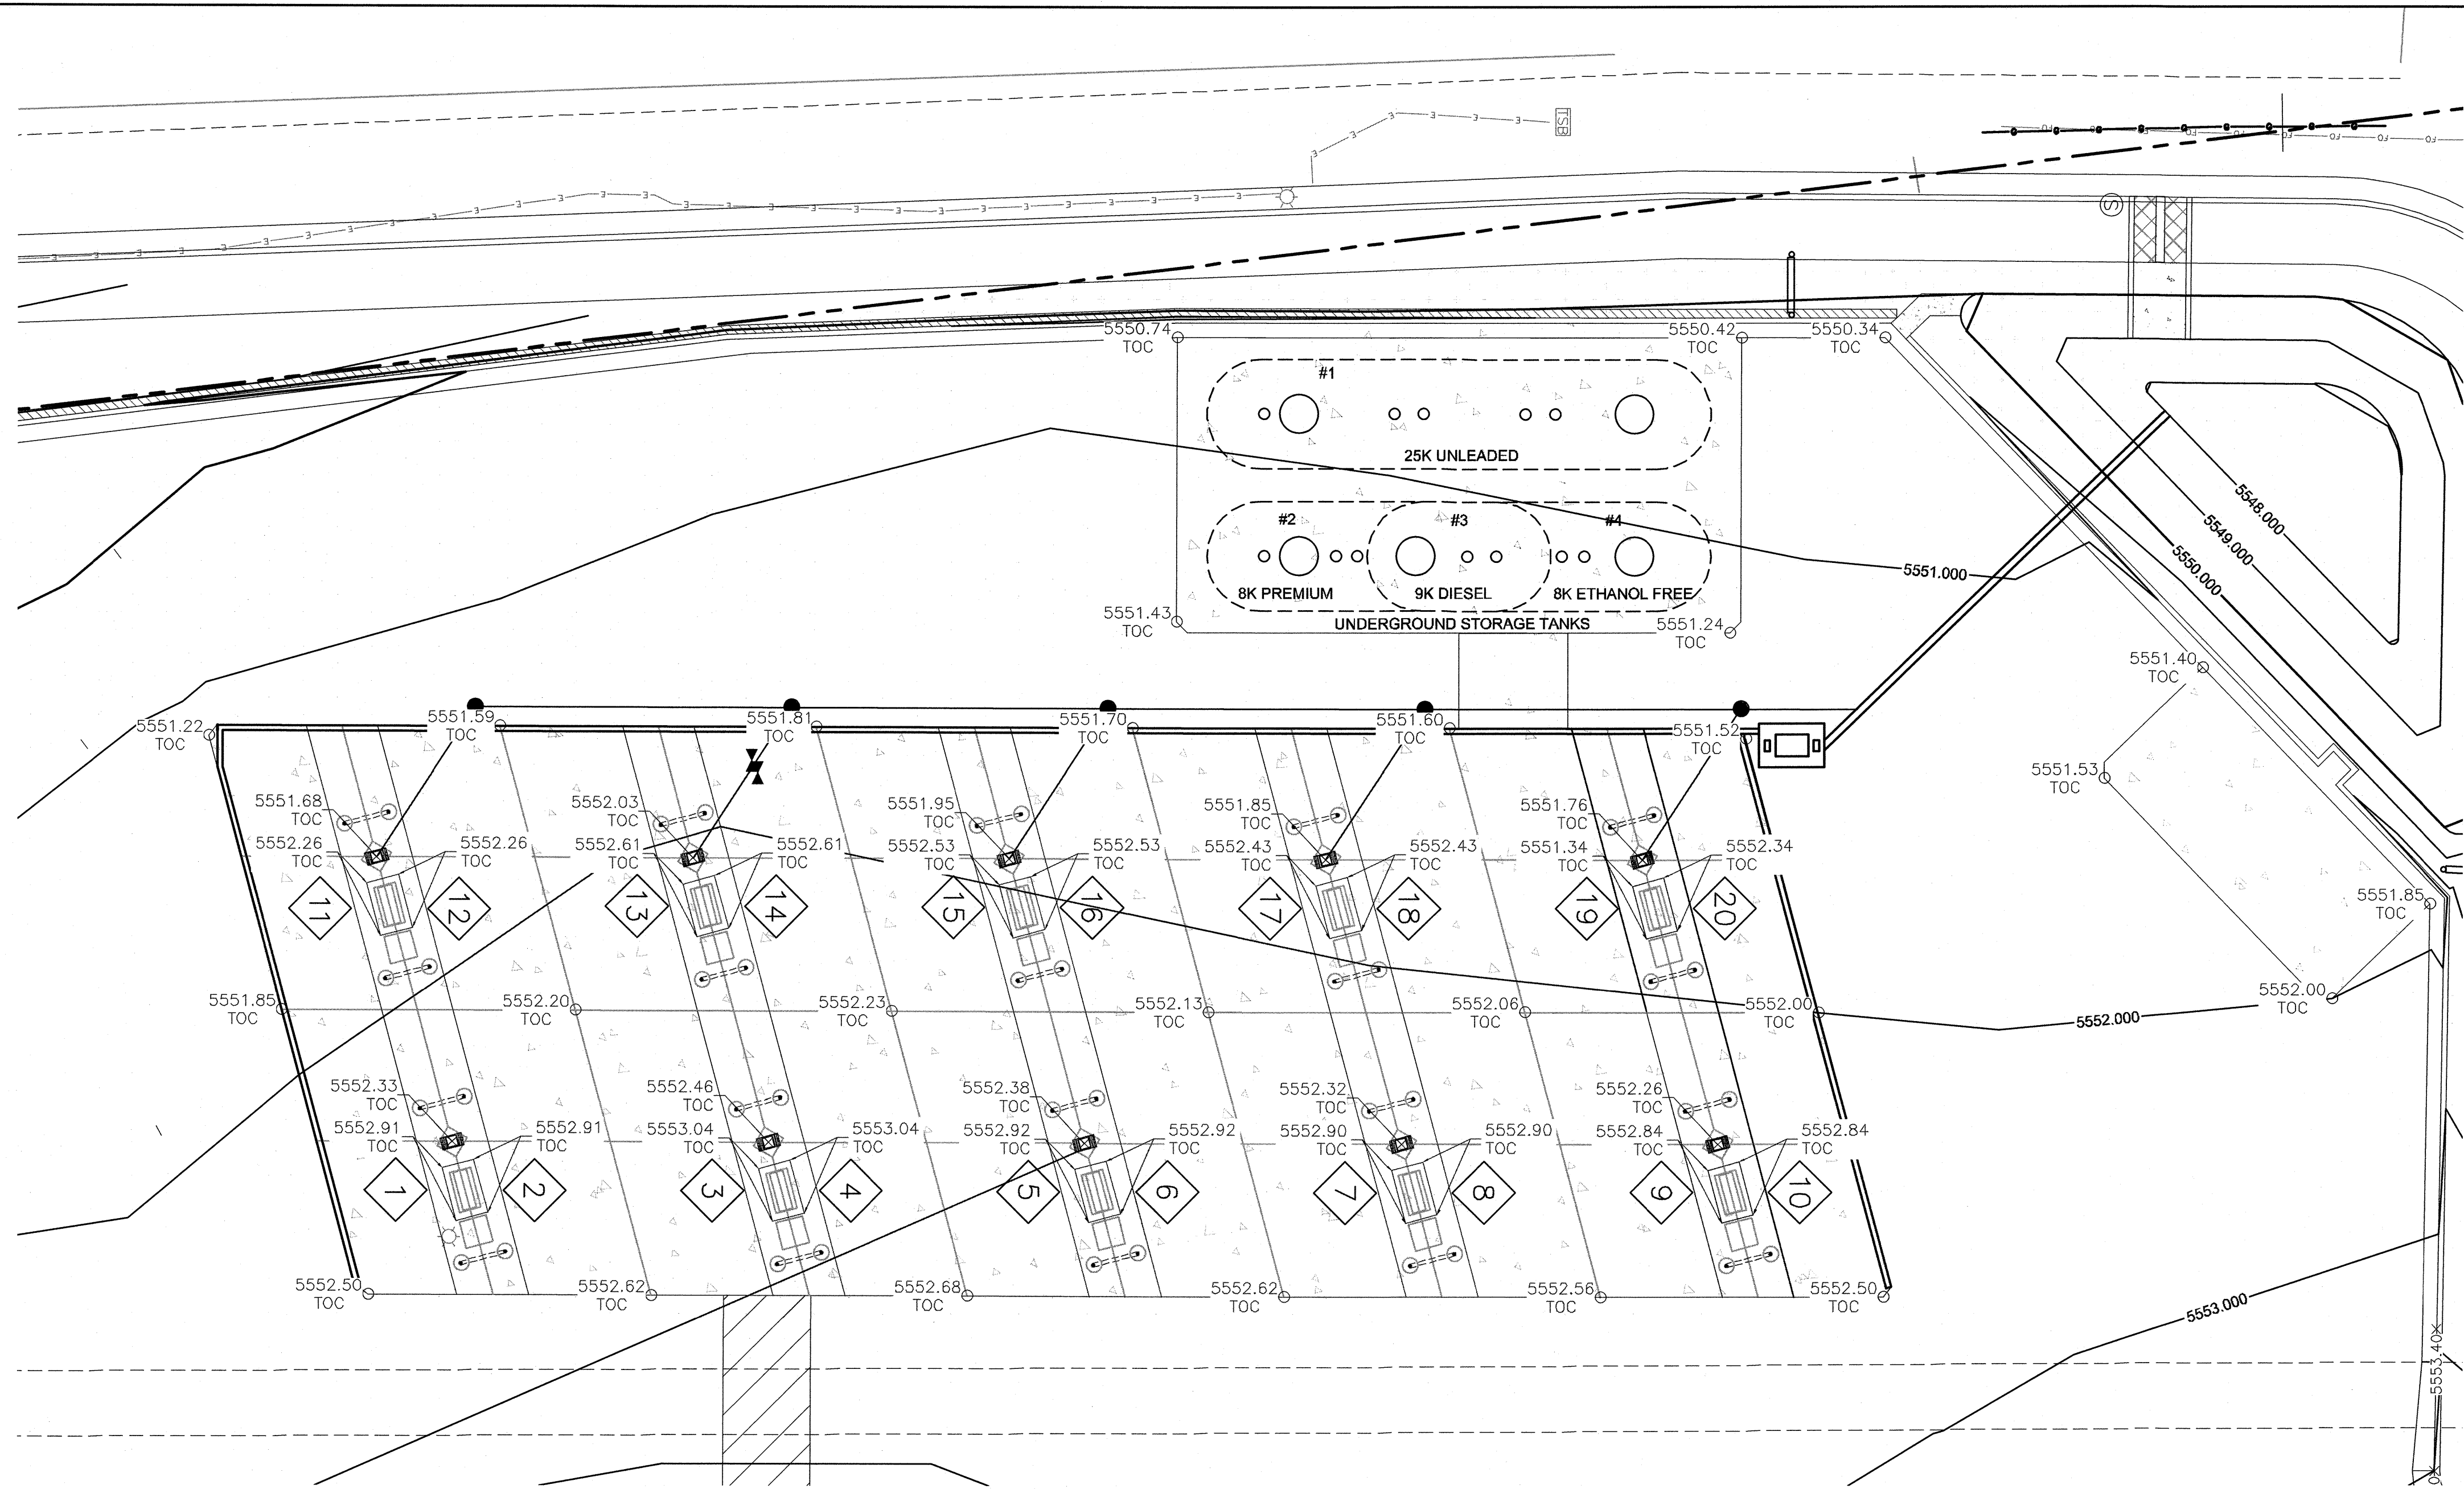 TSB
E E E E E E E
FO FO FO FO FO FO FO FO FO
E E E E E E E E E E E E E E E E E E E E E E E E E E E E
S
5550.74
TOC
5550.42
TOC
5550.34
TOC
#1
25K UNLEADED
#2
#3
#4
8K PREMIUM
9K DIESEL
8K ETHANOL FREE
UNDERGROUND STORAGE TANKS
5551.43
TOC
5551.24
TOC
5551.000
5548.000
5549.000
5550.000
5551.40
TOC
5551.53
TOC
5551.22
TOC
5551.59
TOC
5551.81
TOC
5551.70
TOC
5551.60
TOC
5551.52
TOC
5551.68
TOC
5552.03
TOC
5551.95
TOC
5551.85
TOC
5551.76
TOC
5552.26
TOC
5552.26
TOC
5552.61
TOC
5552.61
TOC
5552.53
TOC
5552.53
TOC
5552.43
TOC
5552.43
TOC
5551.34
TOC
5552.34
TOC
11
12
13
14
15
16
17
18
19
20
5551.85
TOC
5551.85
TOC
5552.20
TOC
5552.23
TOC
5552.13
TOC
5552.06
TOC
5552.00
TOC
5552.000
5552.00
TOC
5552.33
TOC
5552.46
TOC
5552.38
TOC
5552.32
TOC
5552.26
TOC
5552.91
TOC
5552.91
TOC
5553.04
TOC
5553.04
TOC
5552.92
TOC
5552.92
TOC
5552.90
TOC
5552.90
TOC
5552.84
TOC
5552.84
TOC
1
2
3
4
5
6
7
8
9
10
5552.50
TOC
5552.62
TOC
5552.68
TOC
5552.62
TOC
5552.56
TOC
5552.50
TOC
5553.000
5553.40